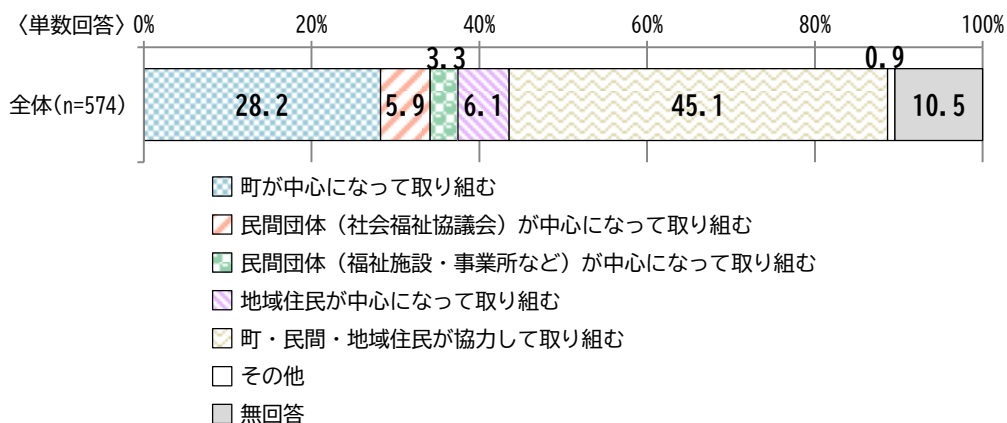 〈単数回答〉 0% 20% 40% 60% 80% 100%
全体(n=574) 28.2 5.9 3.3 6.1 45.1 0.9 10.5
町が中心になって取り組む
民間団体（社会福祉協議会）が中心になって取り組む
民間団体（福祉施設・事業所など）が中心になって取り組む
地域住民が中心になって取り組む
町・民間・地域住民が協力して取り組む
その他
無回答